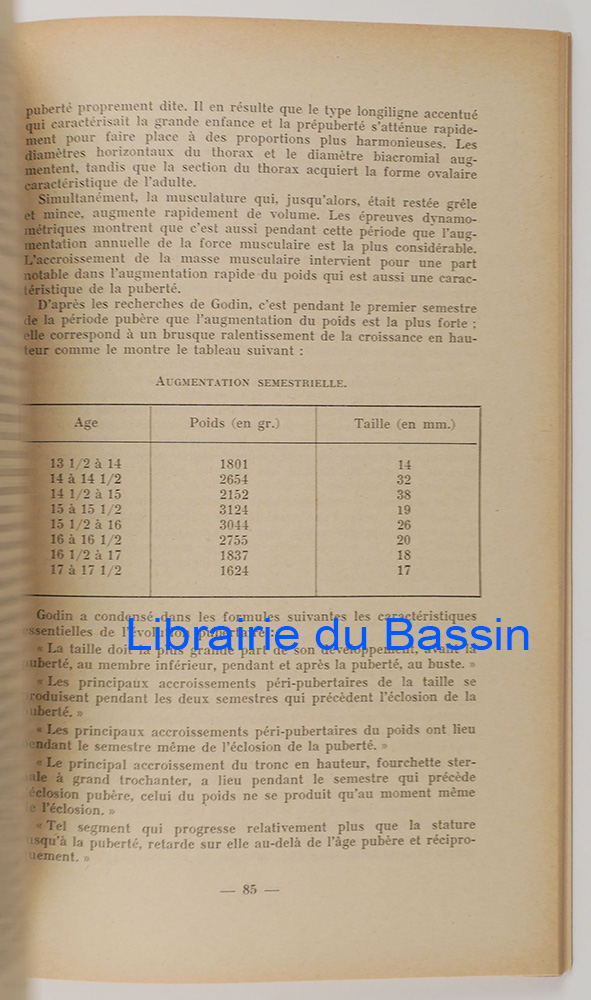 puberté proprement dite. Il en résulte que le type longiligne accentué
qui caractérisait la grande enfance et la prépuberté s'atténue rapide-
ment pour faire place à des proportions plus harmonieuses. Les
diamètres horizontaux du thorax et le diamètre biacromial aug-
mentent, tandis que la section du thorax acquiert la forme ovalaire
caractéristique de l'adulte.
Simultanément, la musculature qui, jusqu'alors, était restée grêle
et mince, augmente rapidement de volume. Les épreuves dynamo-
métriques montrent que c'est aussi pendant cette période que l'aug-
mentation annuelle de la force musculaire est la plus considérable.
L'accroissement de la masse musculaire intervient pour une part
notable dans l'augmentation rapide du poids qui est aussi une carac-
téristique de la puberté.
D'après les recherches de Godin, c'est pendant le premier semestre
de la période pubère que l'augmentation du poids est la plus forte ;
elle correspond à un brusque ralentissement de la croissance en hau-
teur comme le montre le tableau suivant :
AUGMENTATION SEMESTRIELLE.
Age Poids (en gr.) Taille (en mm.)
13 1/2 à 14 1801 14
14 à 14 1/2 2654 32
14 1/2 à 15 2152 38
15 à 15 1/2 3124 19
15 1/2 à 16 3044 26
16 à 16 1/2 2755 20
16 1/2 à 17 1837 18
17 à 17 1/2 1624 17
Godin a condensé dans les formules suivantes les caractéristiques
essentielles de l'évolution pubertaire :
Librairie du Bassin
« La taille doit la plus grande part de son développement, avant la
puberté, au membre inférieur, pendant et après la puberté, au buste. »
« Les principaux accroissements péri-pubertaires de la taille se
produisent pendant les deux semestres qui précèdent l'éclosion de la
puberté. »
« Les principaux accroissements péri-pubertaires du poids ont lieu
pendant le semestre même de l'éclosion de la puberté. »
« Le principal accroissement du tronc en hauteur, fourchette ster-
nale à grand trochanter, a lieu pendant le semestre qui précède
l'éclosion pubère, celui du poids ne se produit qu'au moment même
de l'éclosion. »
« Tel segment qui progresse relativement plus que la stature
jusqu'à la puberté, retarde sur elle au-delà de l'âge pubère et récipro-
quement. »
— 85 —